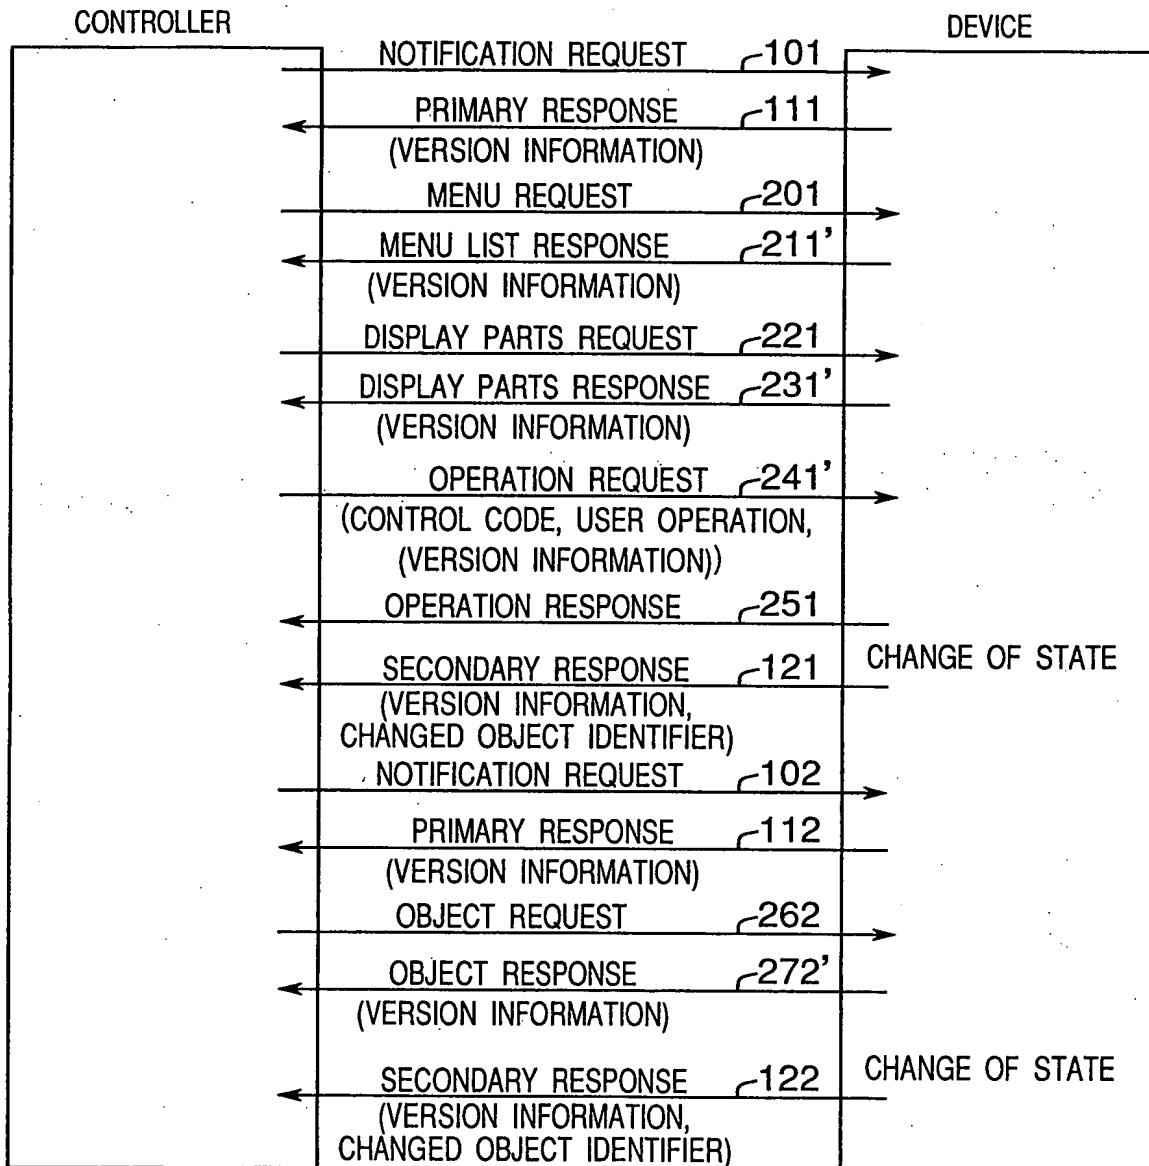 CONTROLLER
DEVICE
NOTIFICATION REQUEST 101
PRIMARY RESPONSE 111
(VERSION INFORMATION)
MENU REQUEST 201
MENU LIST RESPONSE 211'
(VERSION INFORMATION)
DISPLAY PARTS REQUEST 221
DISPLAY PARTS RESPONSE 231'
(VERSION INFORMATION)
OPERATION REQUEST 241'
(CONTROL CODE, USER OPERATION,
(VERSION INFORMATION))
OPERATION RESPONSE 251
CHANGE OF STATE
SECONDARY RESPONSE 121
(VERSION INFORMATION,
CHANGED OBJECT IDENTIFIER)
NOTIFICATION REQUEST 102
PRIMARY RESPONSE 112
(VERSION INFORMATION)
OBJECT REQUEST 262
OBJECT RESPONSE 272'
(VERSION INFORMATION)
CHANGE OF STATE
SECONDARY RESPONSE 122
(VERSION INFORMATION,
CHANGED OBJECT IDENTIFIER)